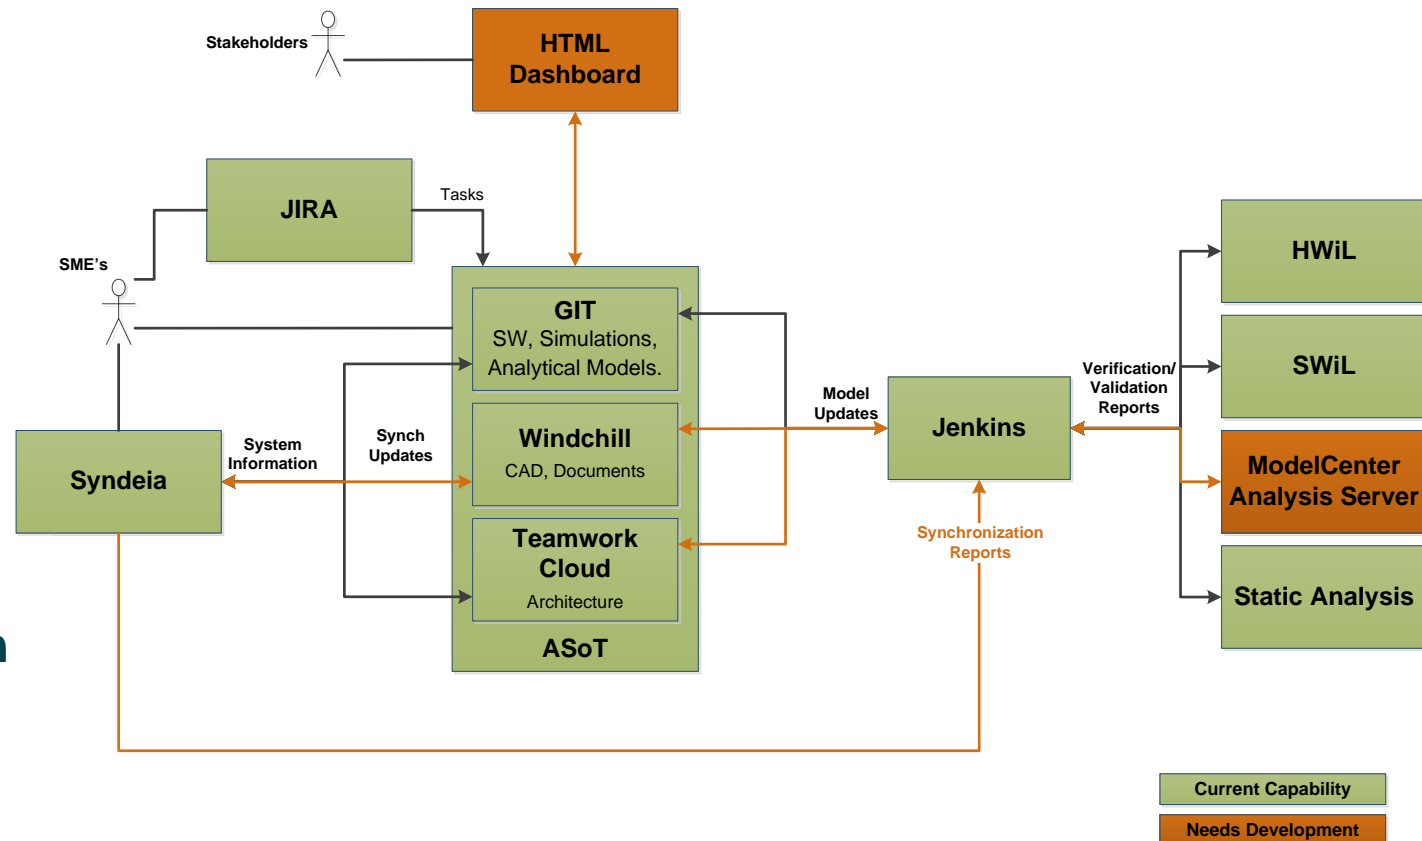 Stakeholders
HTML
Dashboard
JIRA
Tasks
SME's
GIT
SW, Simulations,
Analytical Models.
Windchill
CAD, Documents
Teamwork
Cloud
Architecture
ASoT
Syndeia
System
Information
Synch
Updates
Model
Updates
Jenkins
Synchronization
Reports
Verification/
Validation
Reports
HWiL
SWiL
ModelCenter
Analysis Server
Static Analysis
Current Capability
Needs Development